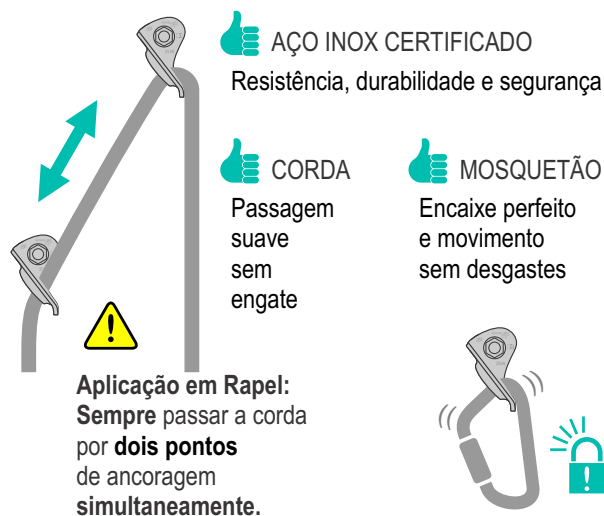 AÇO INOX CERTIFICADO
Resistência, durabilidade e segurança
CORDA
Passagem
suave
sem
engate
MOSQUETÃO
Encaixe perfeito
e movimento
sem desgastes
Aplicação em Rapel:
Sempre passar a corda
por dois pontos
de ancoragem
simultaneamente.